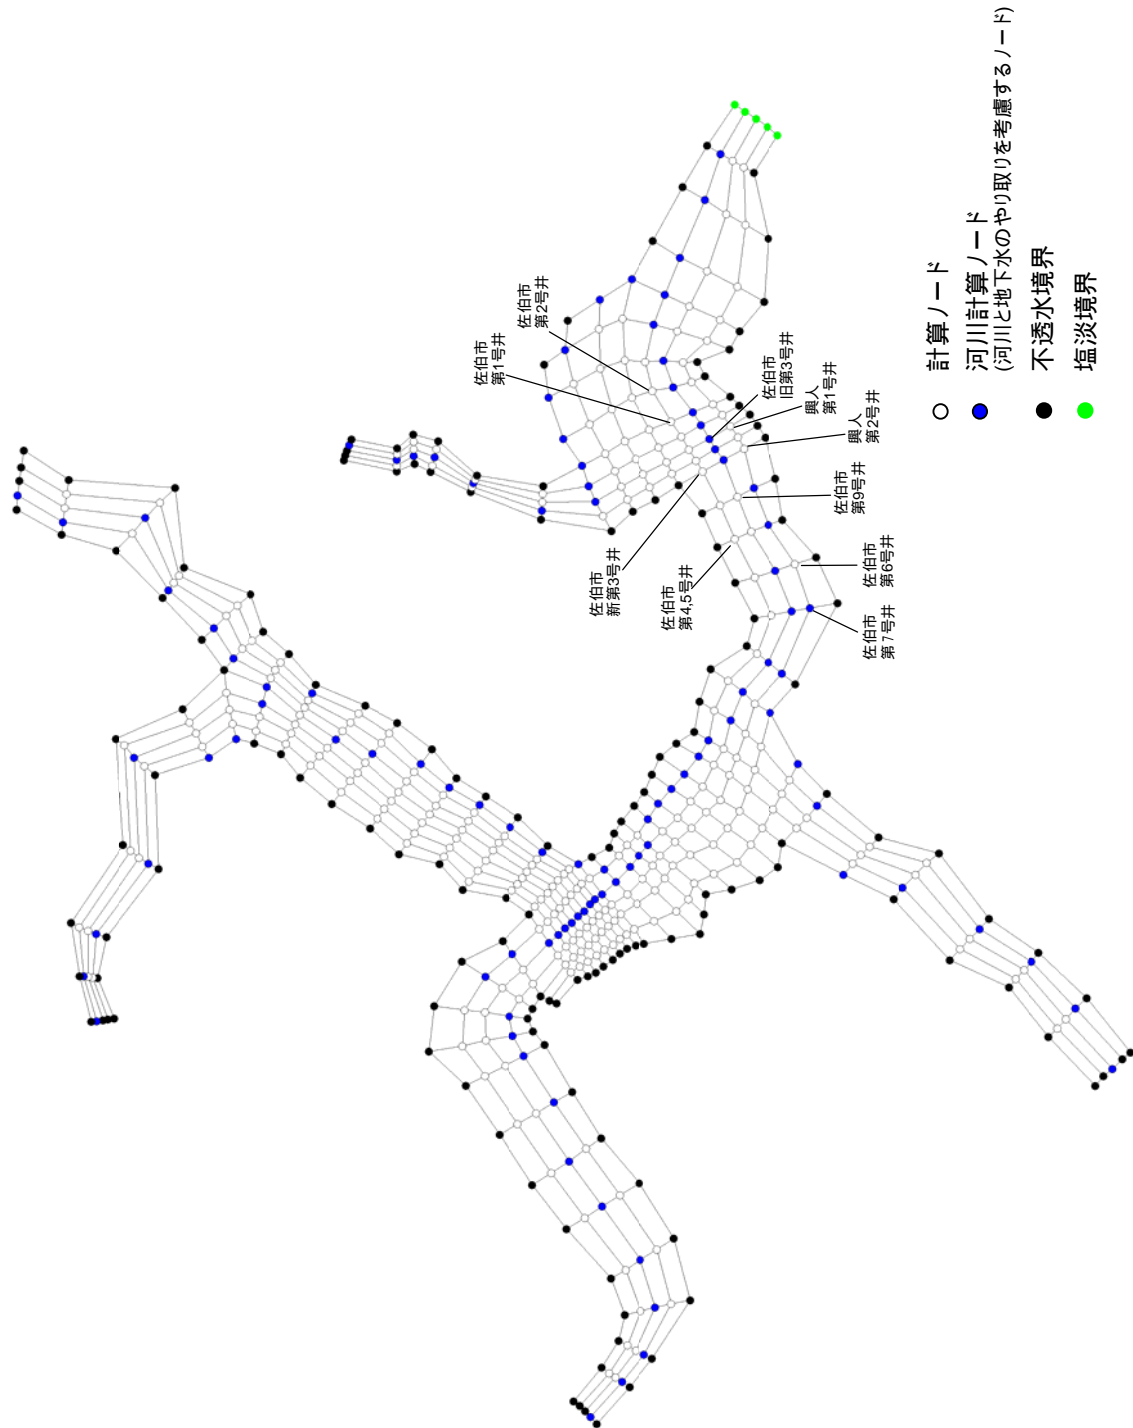 佐伯市
第1号井
佐伯市
第2号井
佐伯市
旧第3号井
興人
第1号井
興人
第2号井
佐伯市
第9号井
佐伯市
第6号井
佐伯市
第7号井
佐伯市
新第3号井
佐伯市
第4,5号井
計算ノード
河川計算ノード
(河川と地下水のやり取りを考慮するノード)
不透水境界
塩淡境界